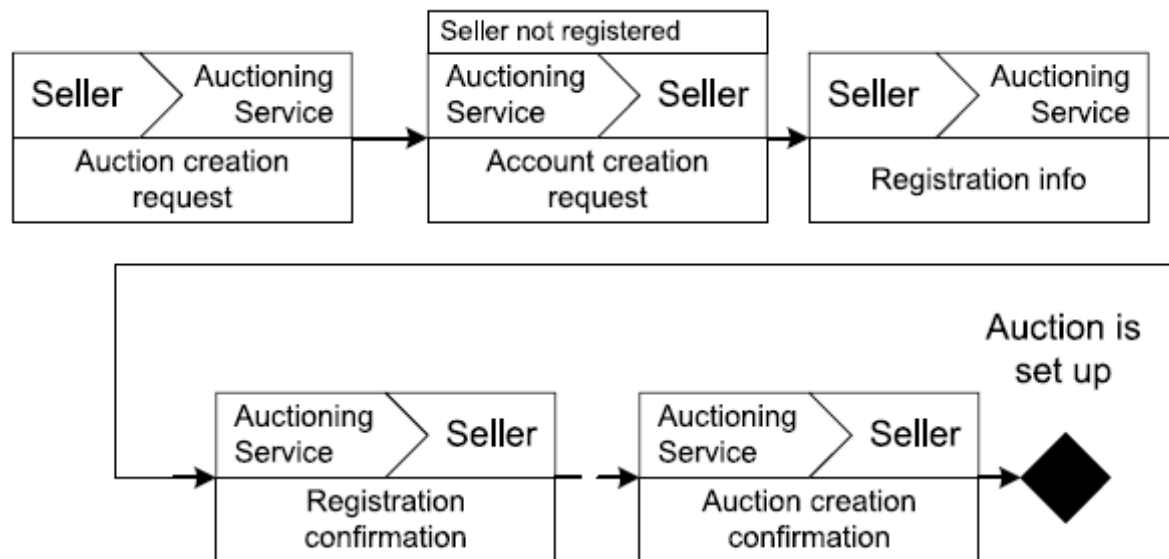 Seller
Auctioning
Service
Auction creation
request
Seller not registered
Auctioning
Service
Seller
Account creation
request
Seller
Auctioning
Service
Registration info
Auctioning
Service
Seller
Registration
confirmation
Auctioning
Service
Seller
Auction creation
confirmation
Auction is
set up